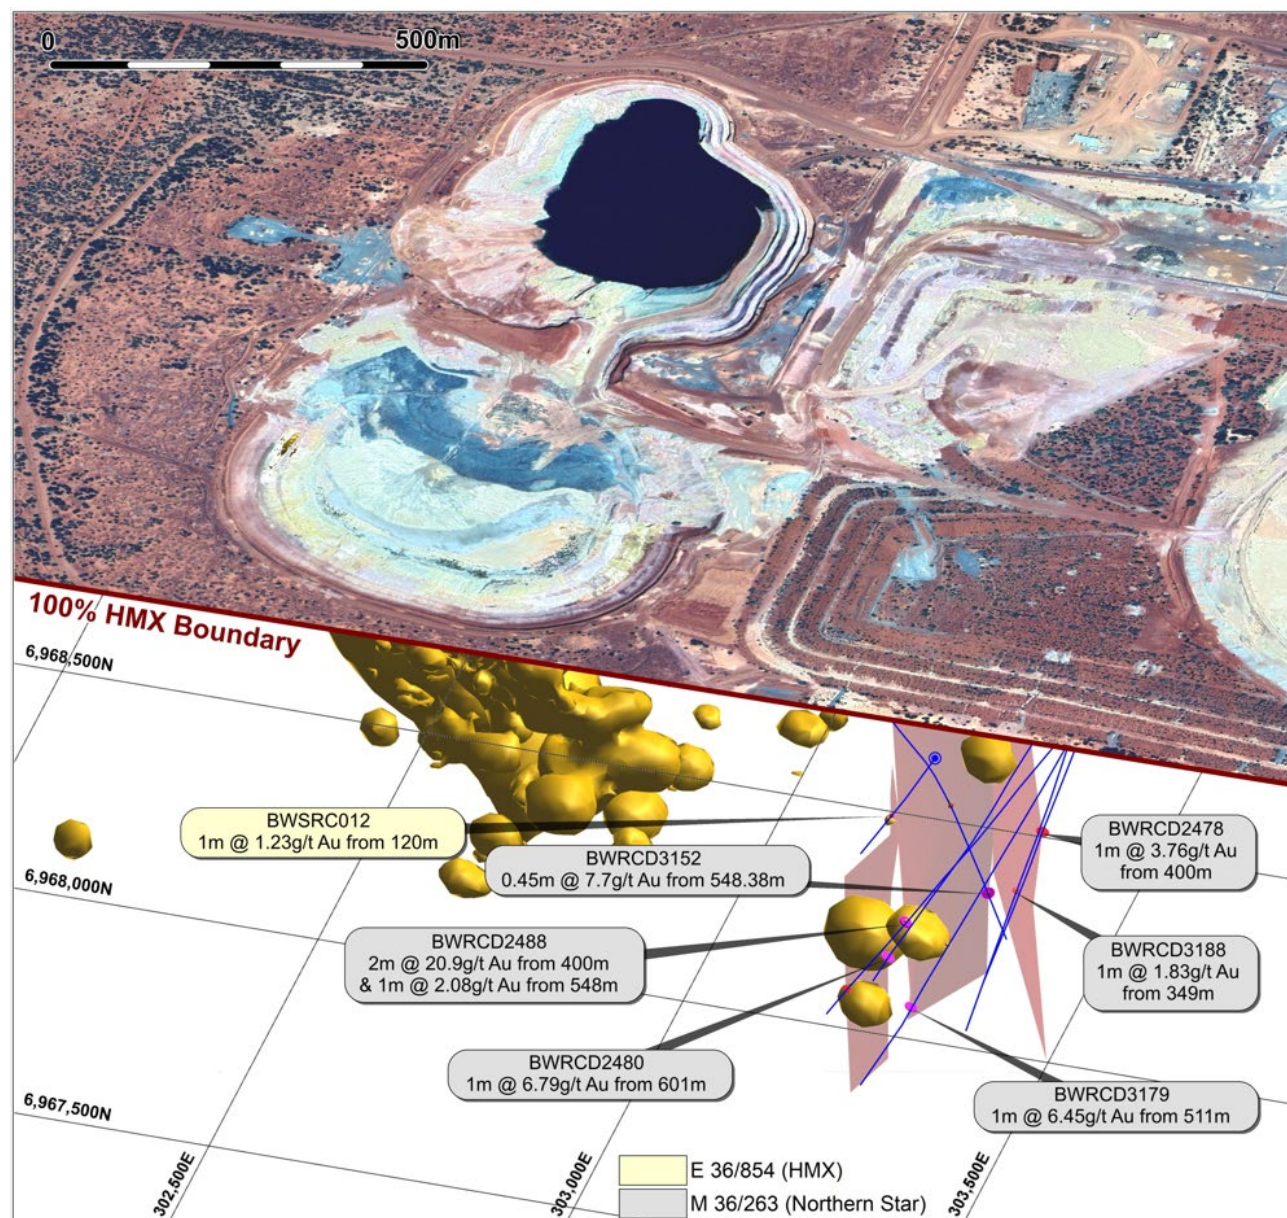 0 500m
100% HMX Boundary
6,968,500N
BWSRC012
1m @ 1.23g/t Au from 120m
BWRCD3152
0.45m @ 7.7g/t Au from 548.38m
BWRCD2478
1m @ 3.76g/t Au
from 400m
6,968,000N
BWRCD2488
2m @ 20.9g/t Au from 400m
& 1m @ 2.08g/t Au from 548m
BWRCD3188
1m @ 1.83g/t Au
from 349m
BWRCD2480
1m @ 6.79g/t Au from 601m
BWRCD3179
1m @ 6.45g/t Au from 511m
6,967,500N
302,500E
303,000E
303,500E
E 36/854 (HMX)
M 36/263 (Northern Star)